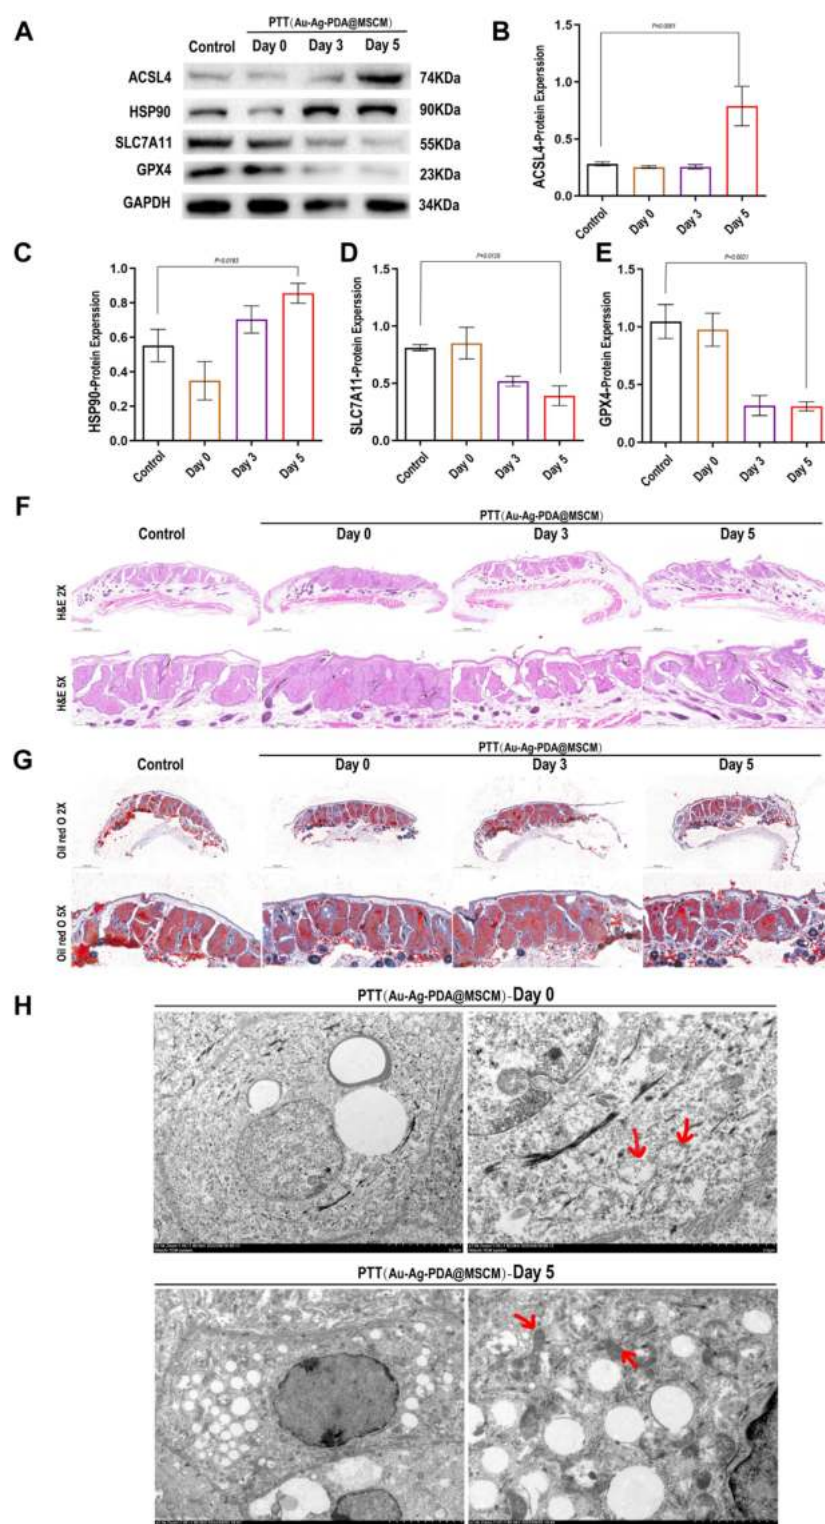 A
PTT(Au-Ag-PDA@MSCM)
Control Day 0 Day 3 Day 5
ACSL4 74KDa
HSP90 90KDa
SLC7A11 55KDa
GPX4 23KDa
GAPDH 34KDa
B
ACSL4-Protein Experssion
1.5
1.0
0.5
0.0
Control Day 0 Day 3 Day 5
C
HSP90-Protein Experssion
1.0
0.8
0.6
0.4
0.2
0.0
Control Day 0 Day 3 Day 5
D
SLC7A11-Protein Experssion
1.5
1.0
0.5
0.0
Control Day 0 Day 3 Day 5
E
GPX4-Protein Experssion
1.5
1.0
0.5
0.0
Control Day 0 Day 3 Day 5
F
PTT(Au-Ag-PDA@MSCM)
Control Day 0 Day 3 Day 5
H&E 2X
H&E 5X
G
PTT(Au-Ag-PDA@MSCM)
Control Day 0 Day 3 Day 5
Oil red O 2X
Oil red O 5X
H
PTT(Au-Ag-PDA@MSCM)-Day 0
PTT(Au-Ag-PDA@MSCM)-Day 5